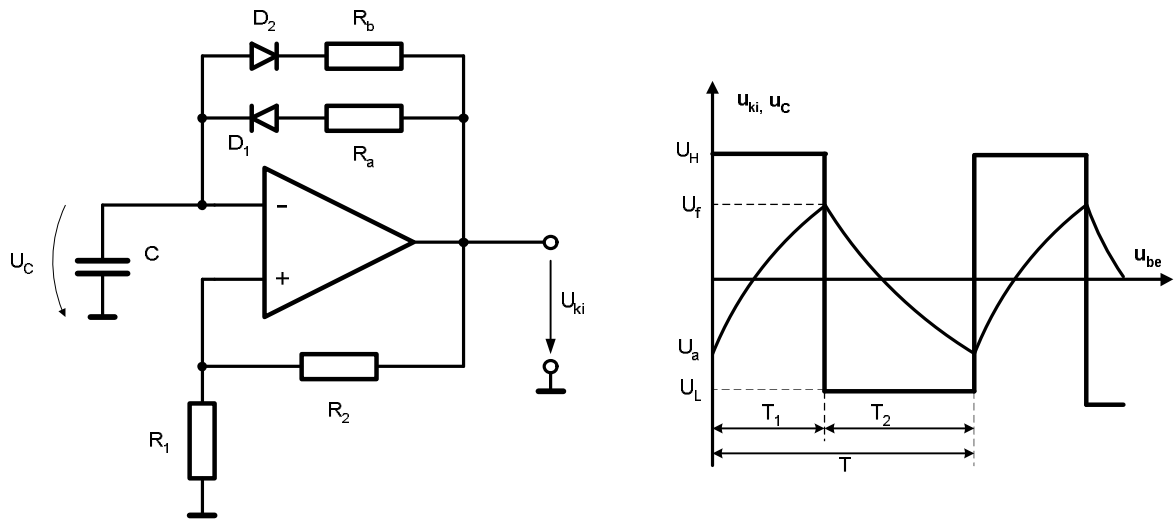 D2
Rb
D1
Ra
−
+
UC
C
Uki
R2
R1
uki, uC
UH
Uf
ube
Ua
UL
T1
T2
T